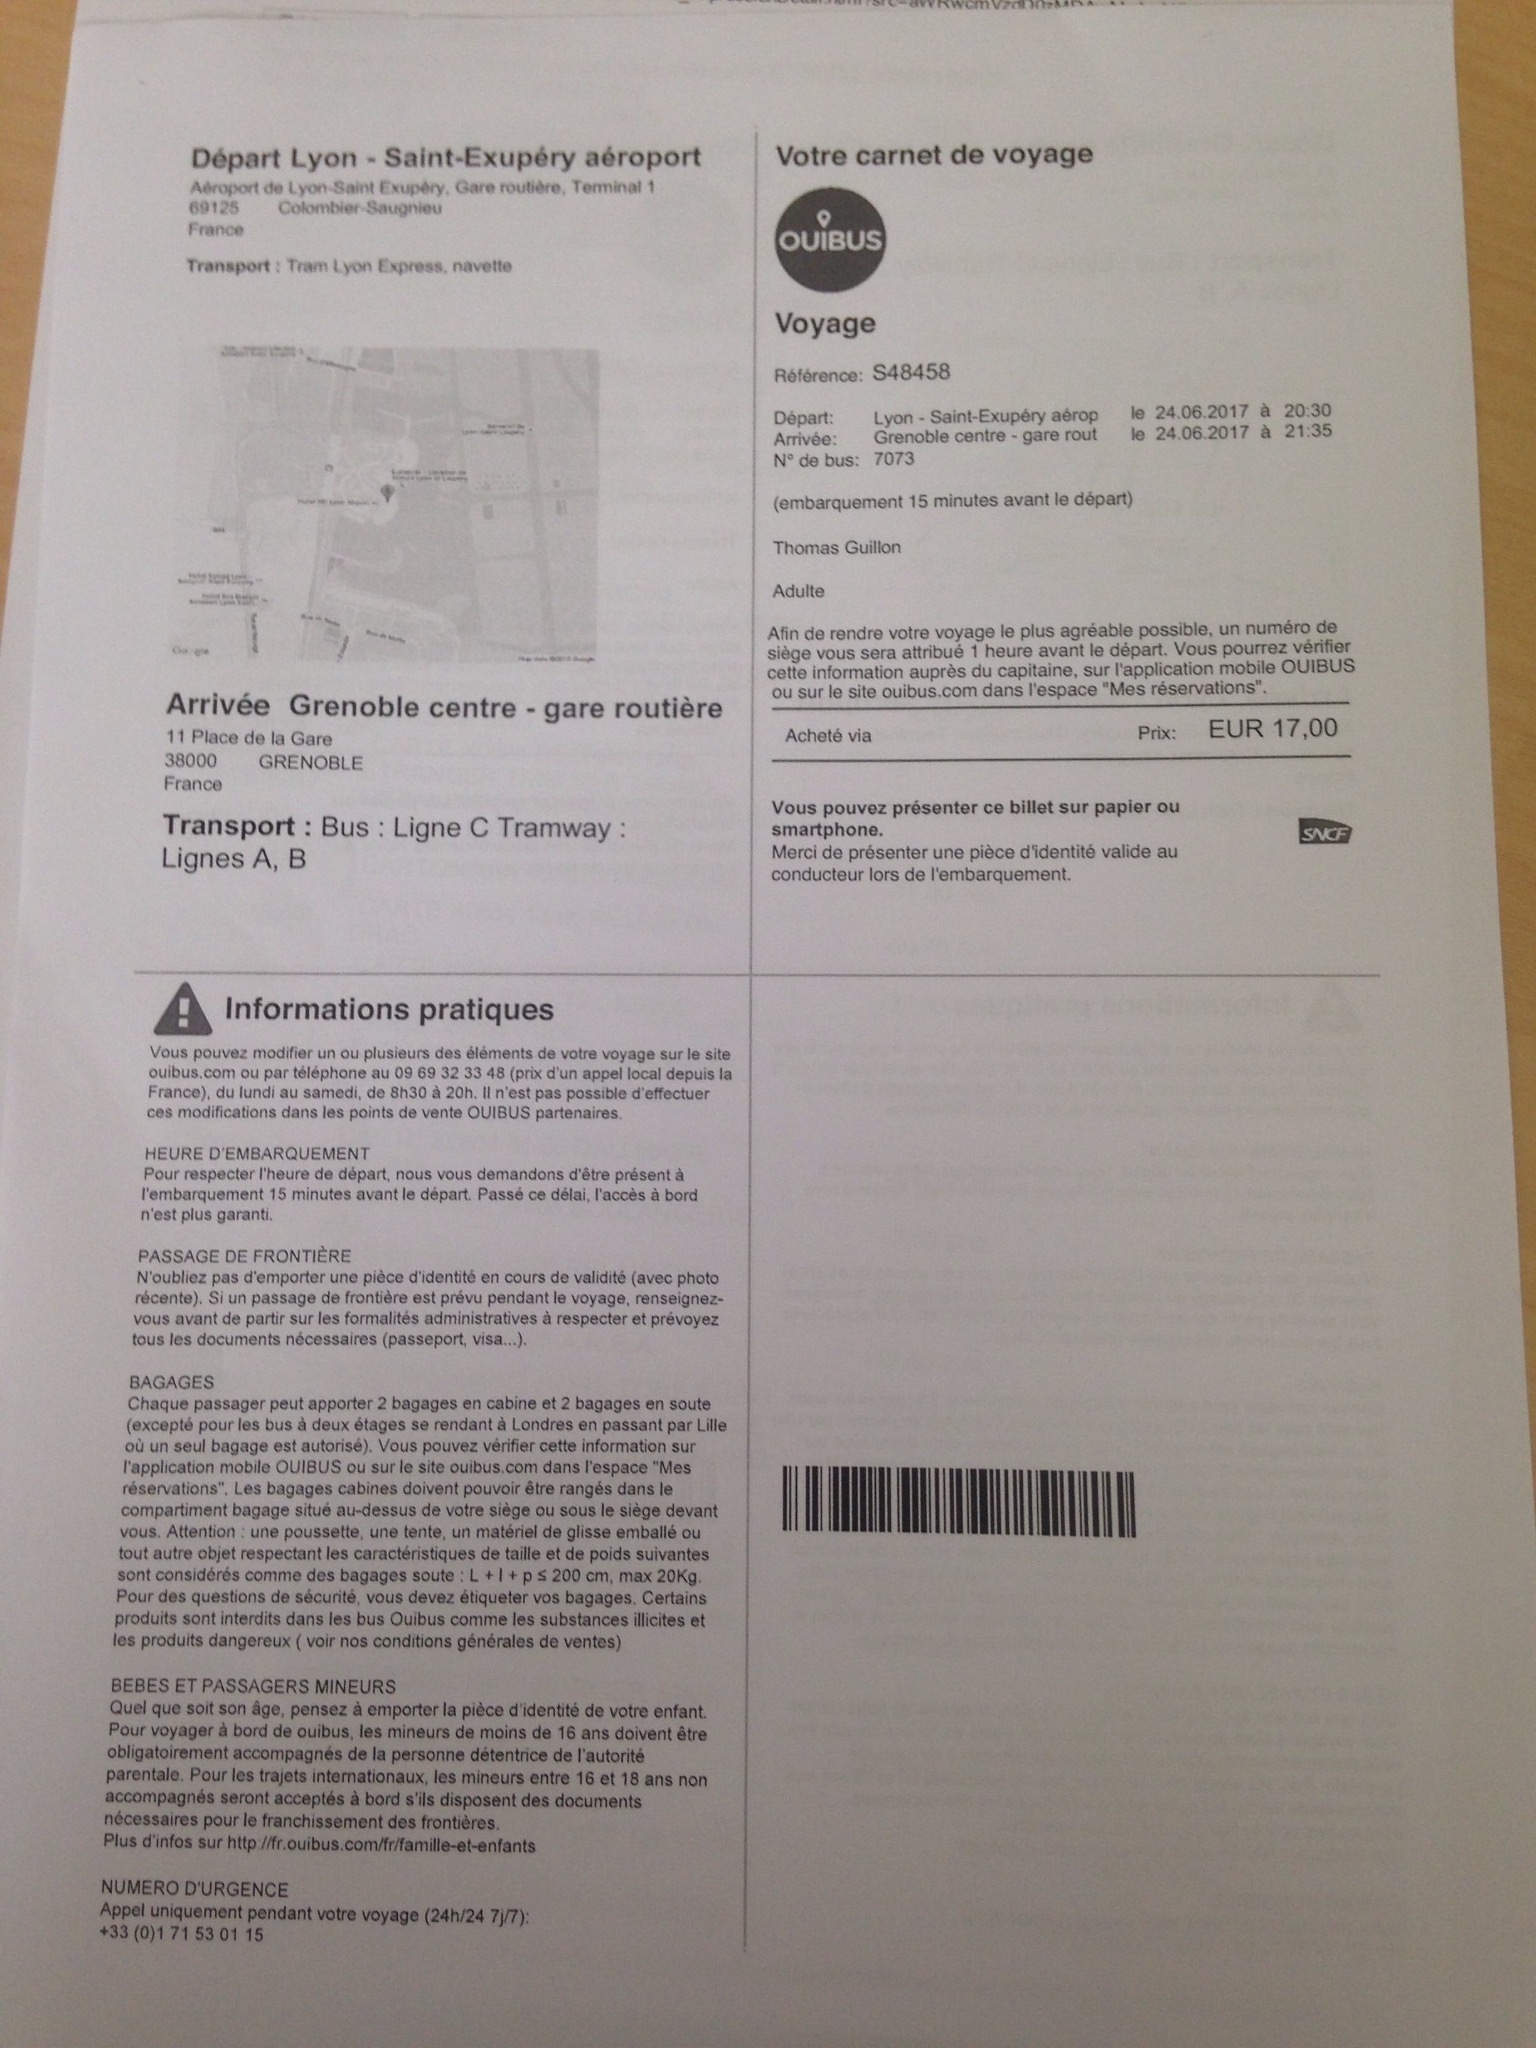 Départ Lyon - Saint-Exupéry aéroport
Aéroport de Lyon-Saint Exupéry, Gare routière, Terminal 1
69125 Colombier-Saugnieu
France
Transport : Tram Lyon Express, navette
Arrivée Grenoble centre - gare routière
11 Place de la Gare
38000 GRENOBLE
France
Transport : Bus : Ligne C Tramway :
Lignes A, B
Votre carnet de voyage
OUIBUS
Voyage
Référence: S48458
Départ: Lyon - Saint-Exupéry aérop le 24.06.2017 à 20:30
Arrivée: Grenoble centre - gare rout le 24.06.2017 à 21:35
N° de bus: 7073
(embarquement 15 minutes avant le départ)
Thomas Guillon
Adulte
Afin de rendre votre voyage le plus agréable possible, un numéro de
siège vous sera attribué 1 heure avant le départ. Vous pourrez vérifier
cette information auprès du capitaine, sur l'application mobile OUIBUS
ou sur le site ouibus.com dans l'espace "Mes réservations".
Acheté via Prix: EUR 17,00
Vous pouvez présenter ce billet sur papier ou
smartphone.
Merci de présenter une pièce d'identité valide au
conducteur lors de l'embarquement.
SNCF
Informations pratiques
Vous pouvez modifier un ou plusieurs des éléments de votre voyage sur le site
ouibus.com ou par téléphone au 09 69 32 33 48 (prix d'un appel local depuis la
France), du lundi au samedi, de 8h30 à 20h. Il n'est pas possible d'effectuer
ces modifications dans les points de vente OUIBUS partenaires.
HEURE D'EMBARQUEMENT
Pour respecter l'heure de départ, nous vous demandons d'être présent à
l'embarquement 15 minutes avant le départ. Passé ce délai, l'accès à bord
n'est plus garanti.
PASSAGE DE FRONTIÈRE
N'oubliez pas d'emporter une pièce d'identité en cours de validité (avec photo
récente). Si un passage de frontière est prévu pendant le voyage, renseignez-
vous avant de partir sur les formalités administratives à respecter et prévoyez
tous les documents nécessaires (passeport, visa...).
BAGAGES
Chaque passager peut apporter 2 bagages en cabine et 2 bagages en soute
(excepté pour les bus à deux étages se rendant à Londres en passant par Lille
où un seul bagage est autorisé). Vous pouvez vérifier cette information sur
l'application mobile OUIBUS ou sur le site ouibus.com dans l'espace "Mes
réservations". Les bagages cabines doivent pouvoir être rangés dans le
compartiment bagage situé au-dessus de votre siège ou sous le siège devant
vous. Attention : une poussette, une tente, un matériel de glisse emballé ou
tout autre objet respectant les caractéristiques de taille et de poids suivantes
sont considérés comme des bagages soute : L + l + p ≤ 200 cm, max 20Kg.
Pour des questions de sécurité, vous devez étiqueter vos bagages. Certains
produits sont interdits dans les bus Ouibus comme les substances illicites et
les produits dangereux ( voir nos conditions générales de ventes)
BEBES ET PASSAGERS MINEURS
Quel que soit son âge, pensez à emporter la pièce d'identité de votre enfant.
Pour voyager à bord de ouibus, les mineurs de moins de 16 ans doivent être
obligatoirement accompagnés de la personne détentrice de l'autorité
parentale. Pour les trajets internationaux, les mineurs entre 16 et 18 ans non
accompagnés seront acceptés à bord s'ils disposent des documents
nécessaires pour le franchissement des frontières.
Plus d'infos sur http://fr.ouibus.com/fr/famille-et-enfants
NUMERO D'URGENCE
Appel uniquement pendant votre voyage (24h/24 7j/7):
+33 (0)1 71 53 01 15